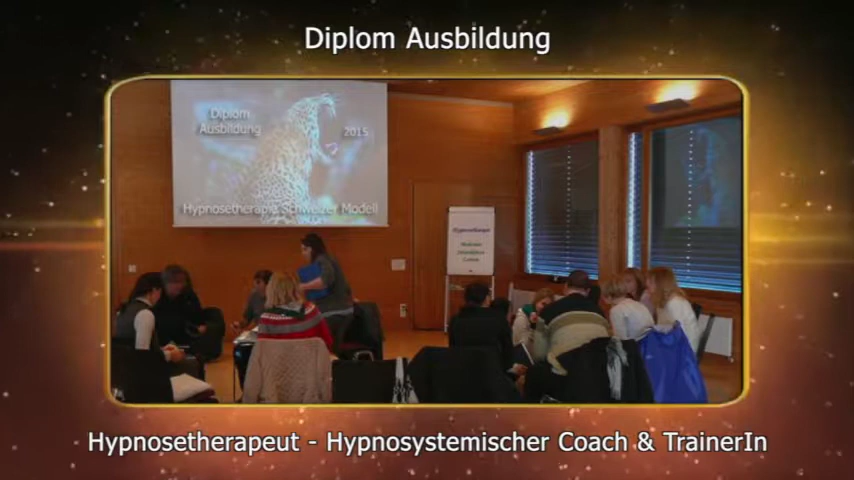 Diplom Ausbildung
Diplom
Ausbildung
2015
Hypnosetherapie Schweizer Modell
Hypnosetherapeut - Hypnosystemischer Coach & TrainerIn